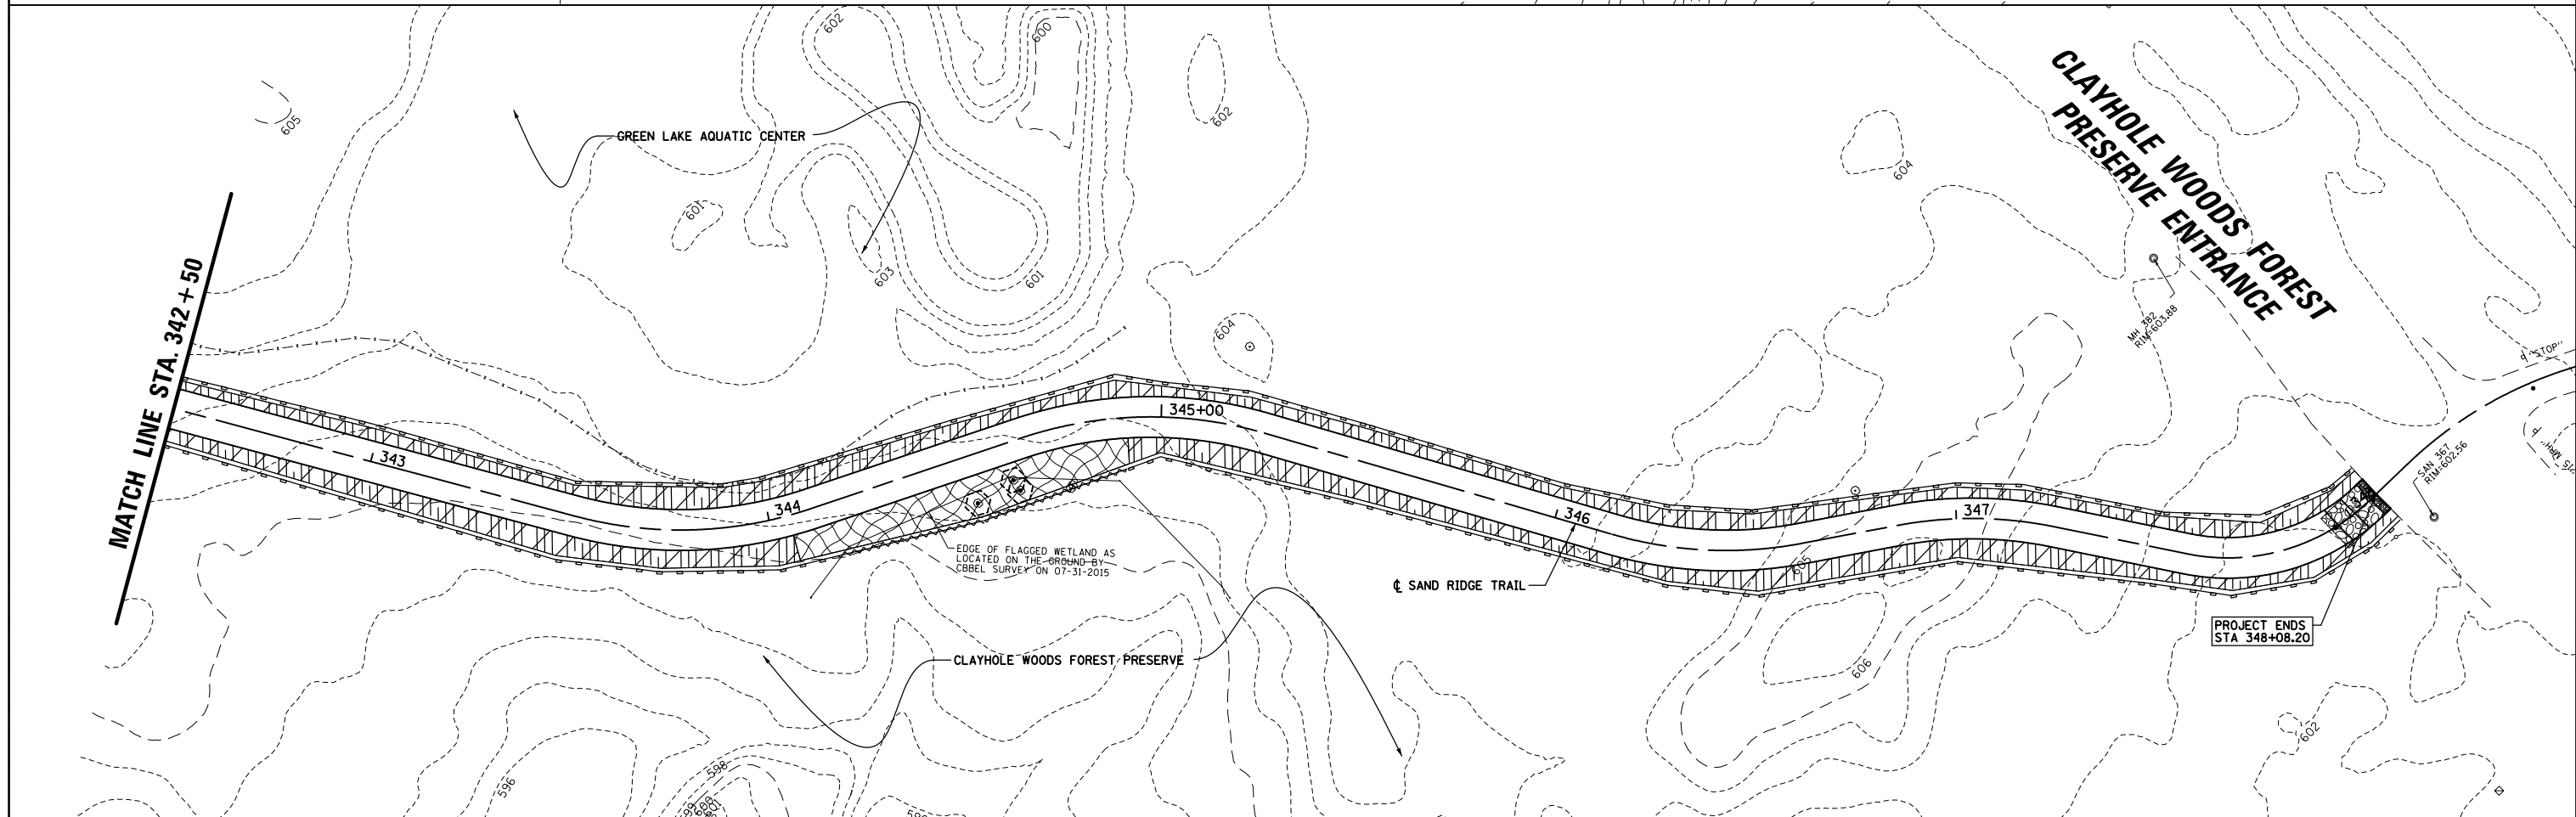 602
600
605
GREEN LAKE AQUATIC CENTER
602
604
CLAYHOLE WOODS FOREST
PRESERVE ENTRANCE
601
603
601
MATCH LINE STA. 342+50
604
MH 382
RIM=603.88
"STOP"
343
344
345+00
346
347
SAN 367
RIM=602.56
EDGE OF FLAGGED WETLAND AS
LOCATED ON THE GROUND BY
CBBEL SURVEY ON 07-31-2015
605
℄ SAND RIDGE TRAIL
PROJECT ENDS
STA 348+08.20
CLAYHOLE WOODS FOREST PRESERVE
606
602
596
598
600
601